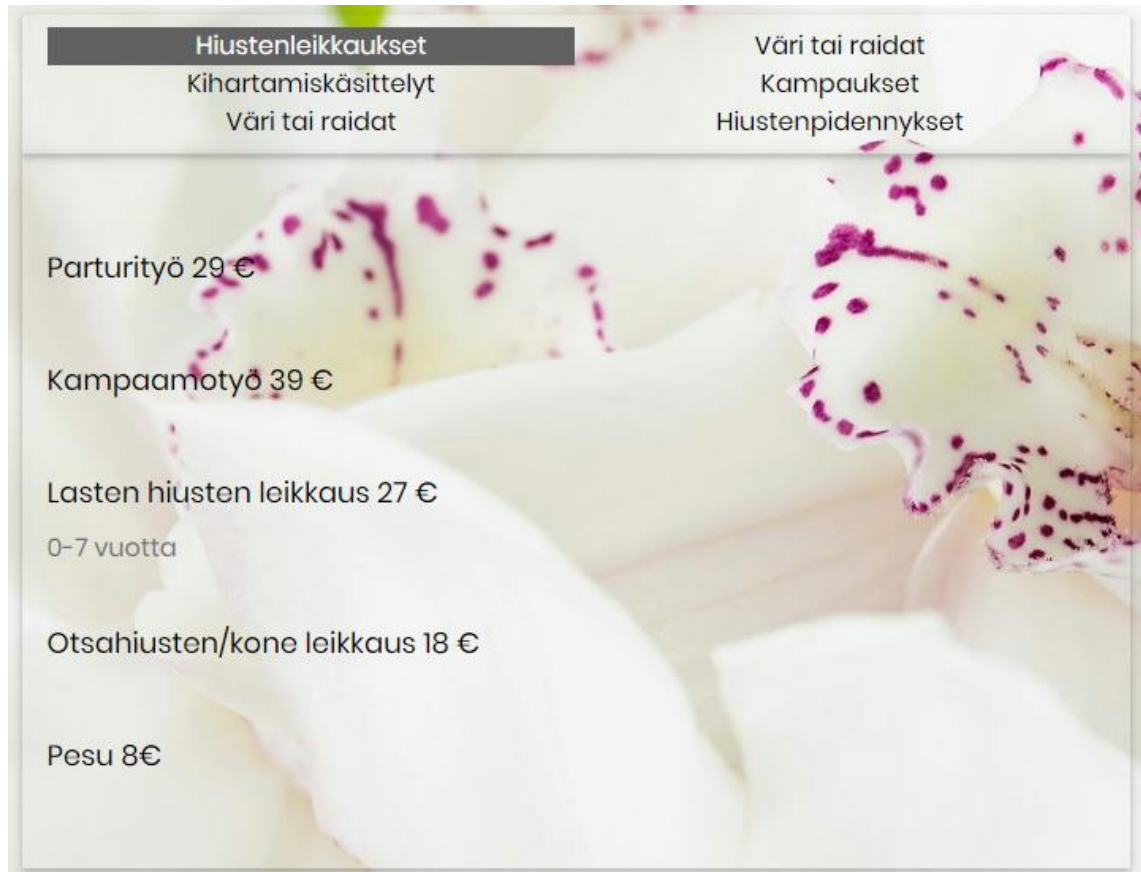 Hiustenleikkaukset
Väri tai raidat
Kihartamiskäsittelyt
Kampaukset
Väri tai raidat
Hiustenpidennykset
Parturityö 29 €
Kampaamotyö 39 €
Lasten hiusten leikkaus 27 €
0-7 vuotta
Otsahiusten/kone leikkaus 18 €
Pesu 8€